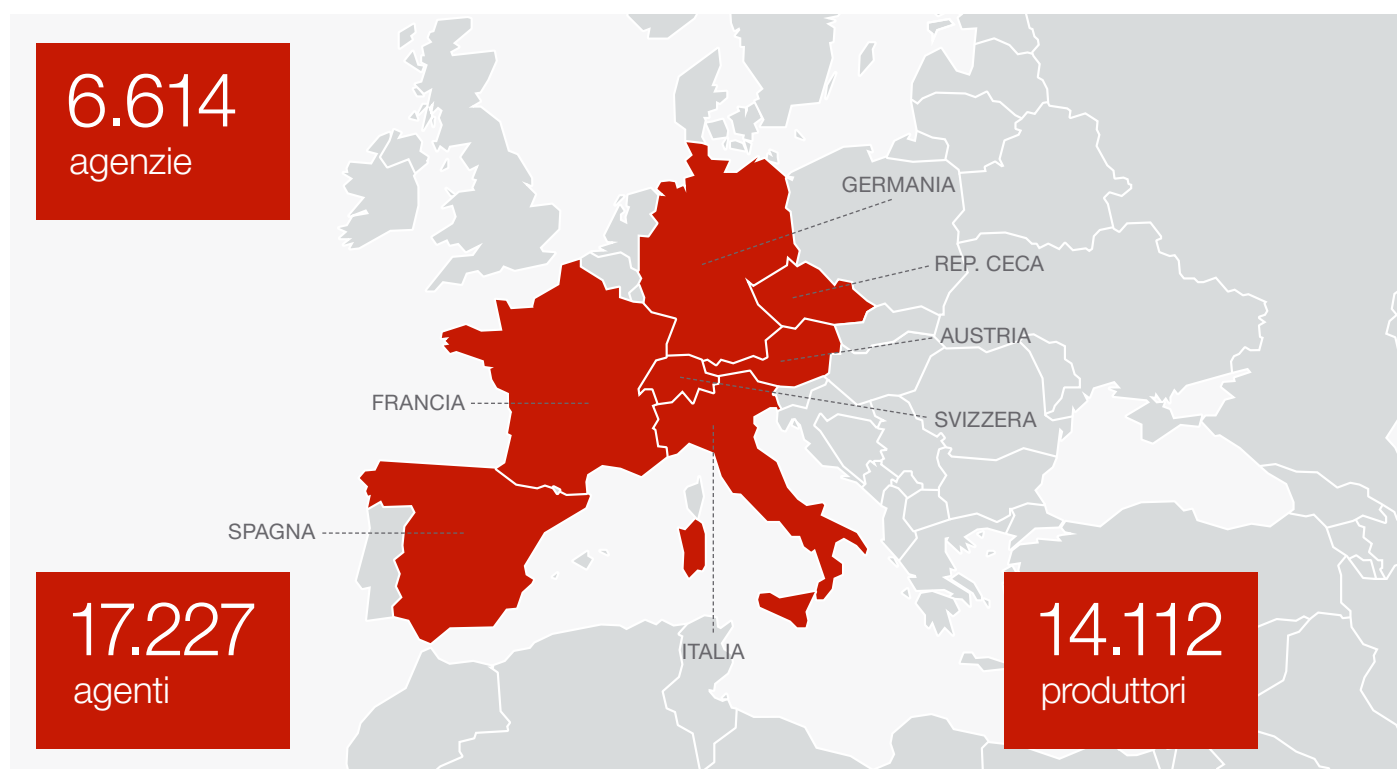 6.614
agenzie
GERMANIA
REP. CECA
AUSTRIA
FRANCIA
SVIZZERA
SPAGNA
17.227
agenti
ITALIA
14.112
produttori